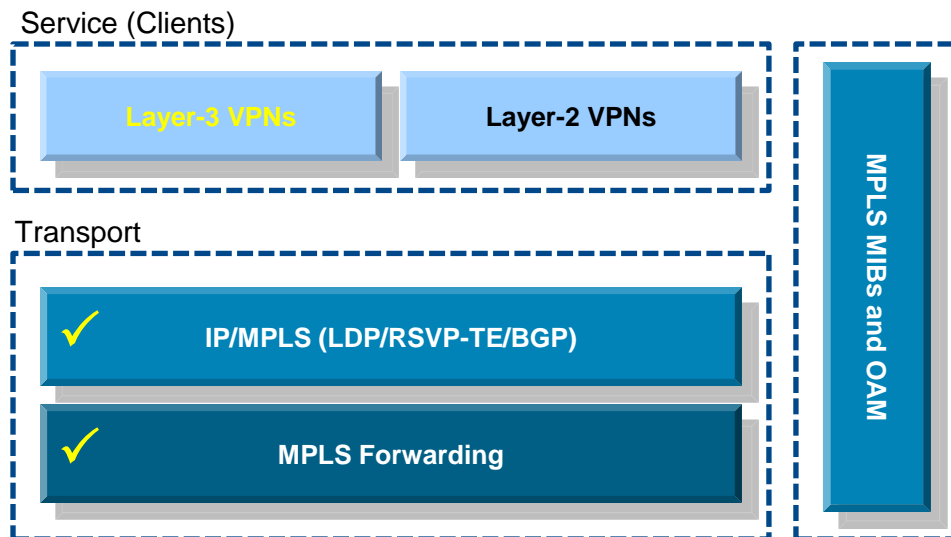 Service (Clients)
Layer-3 VPNs
Layer-2 VPNs
MPLS MIBs and OAM
Transport
IP/MPLS (LDP/RSVP-TE/BGP)
MPLS Forwarding